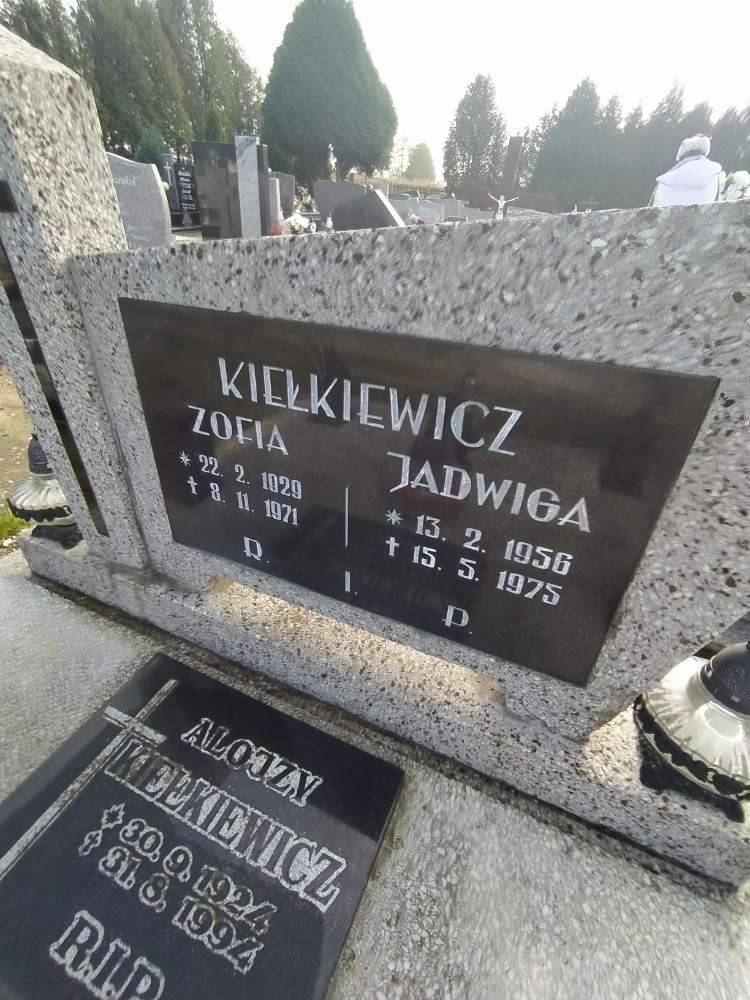 KIEŁKIEWICZ
ZOFIA
* 22. 2. 1929
† 8. 11. 1971
JADWIGA
* 13. 2. 1956
† 15. 5. 1975
R. I. P.
ALOJZY
KIEŁKIEWICZ
* 30. 9. 1924
† 31. 8. 1994
R.I.P.